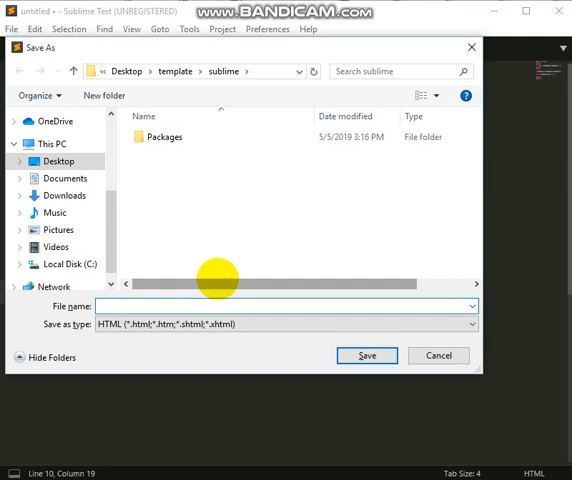 untitled • - Sublime Text (UNREGISTERED)
www.BANDICAM.com
File Edit Selection Find View Goto Tools Project Preferences Help
Save As
« Desktop template sublime
Search sublime
Organize
New folder
Name
Date modified
Type
OneDrive
This PC
Desktop
Documents
Downloads
Music
Pictures
Videos
Local Disk (C:)
Network
Packages
5/5/2019 3:16 PM
File folder
File name:
Save as type:
HTML (*.html;*.htm;*.shtml;*.xhtml)
Hide Folders
Save
Cancel
Line 10, Column 19
Tab Size: 4
HTML